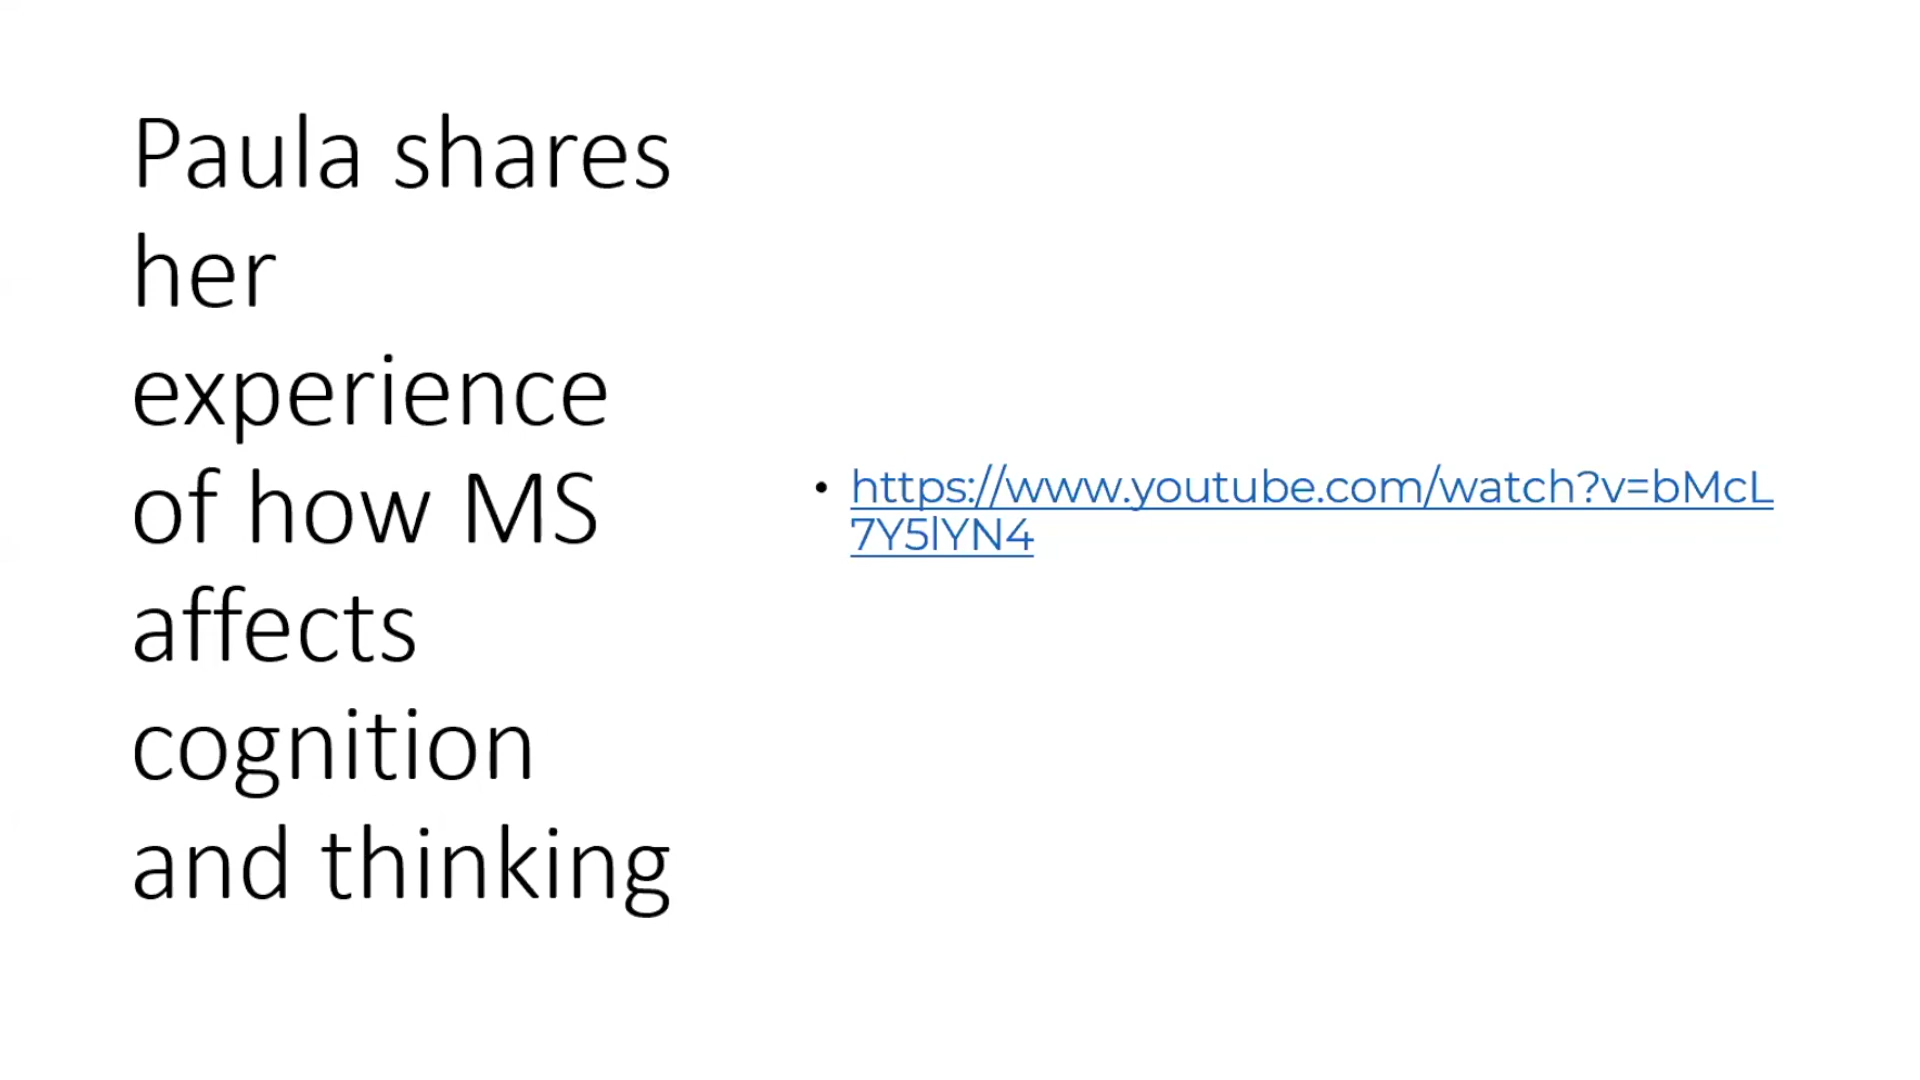 Paula shares
her
experience
of how MS
affects
cognition
and thinking
• https://www.youtube.com/watch?v=bMcL
7Y5lYN4